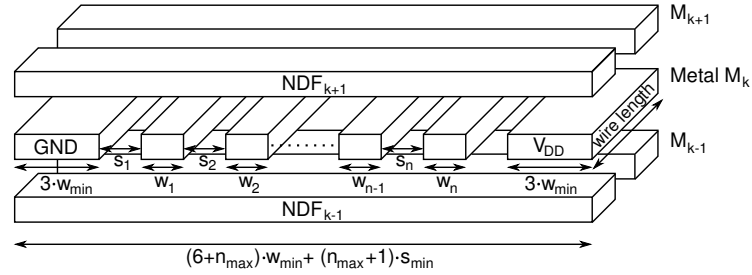 M_{k+1}
NDF_{k+1}
Metal M_k
wire length
GND s_1 s_2 ....... s_n V_{DD}
M_{k-1}
3·w_{min} w_1 w_2 w_{n-1} w_n 3·w_{min}
NDF_{k-1}
(6+n_{max})·w_{min}+ (n_{max}+1)·s_{min}